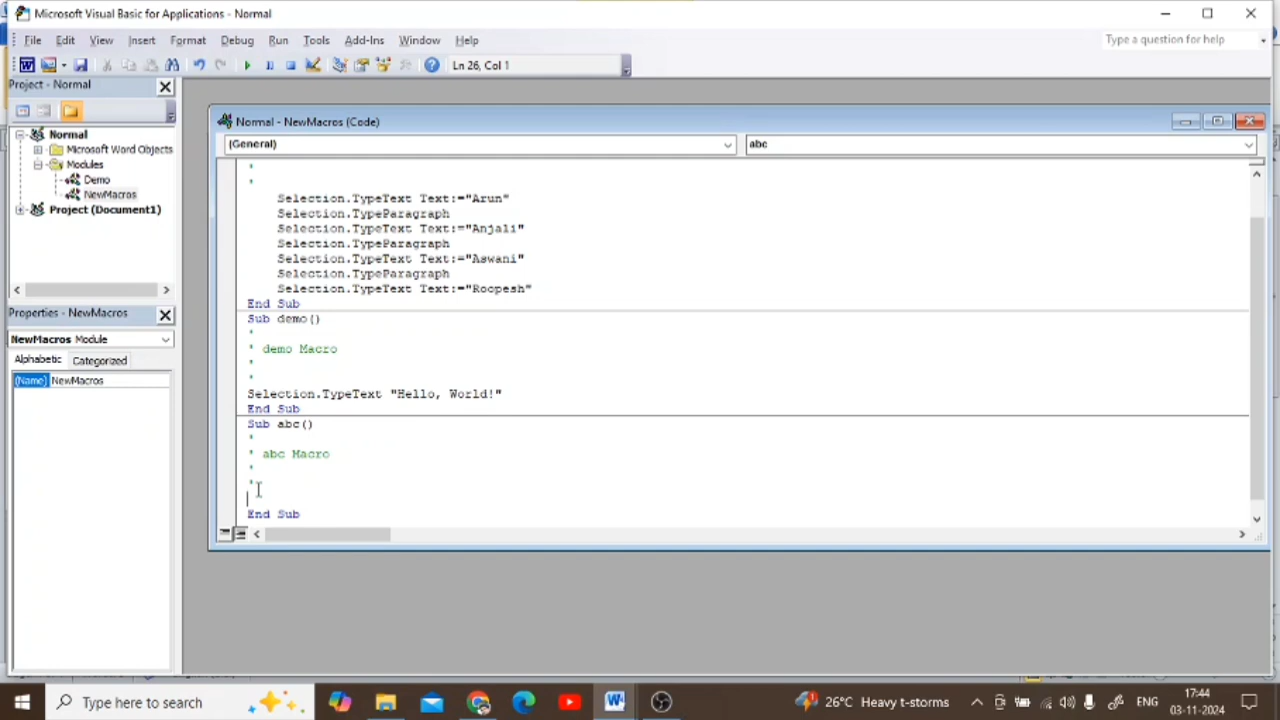 Microsoft Visual Basic for Applications - Normal
File Edit View Insert Format Debug Run Tools Add-Ins Window Help
Type a question for help
Ln 26, Col 1
Project - Normal
Normal
Microsoft Word Objects
Modules
Demo
NewMacros
Project (Document1)
Properties - NewMacros
NewMacros Module
Alphabetic Categorized
(Name) NewMacros
Normal - NewMacros (Code)
(General)
abc
'
'
Selection.TypeText Text:="Arun"
Selection.TypeParagraph
Selection.TypeText Text:="Anjali"
Selection.TypeParagraph
Selection.TypeText Text:="Aswani"
Selection.TypeParagraph
Selection.TypeText Text:="Roopesh"
End Sub
Sub demo()
'
' demo Macro
'
'
Selection.TypeText "Hello, World!"
End Sub
Sub abc()
'
' abc Macro
'
'
End Sub
Type here to search
26°C Heavy t-storms
ENG
17:44
03-11-2024